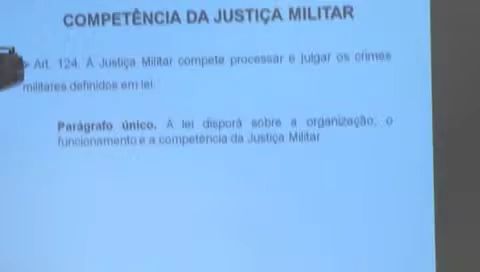 COMPETÊNCIA DA JUSTIÇA MILITAR
Art. 124. À Justiça Militar compete processar e julgar os crimes
militares definidos em lei.
Parágrafo único. A lei disporá sobre a organização, o
funcionamento e a competência da Justiça Militar